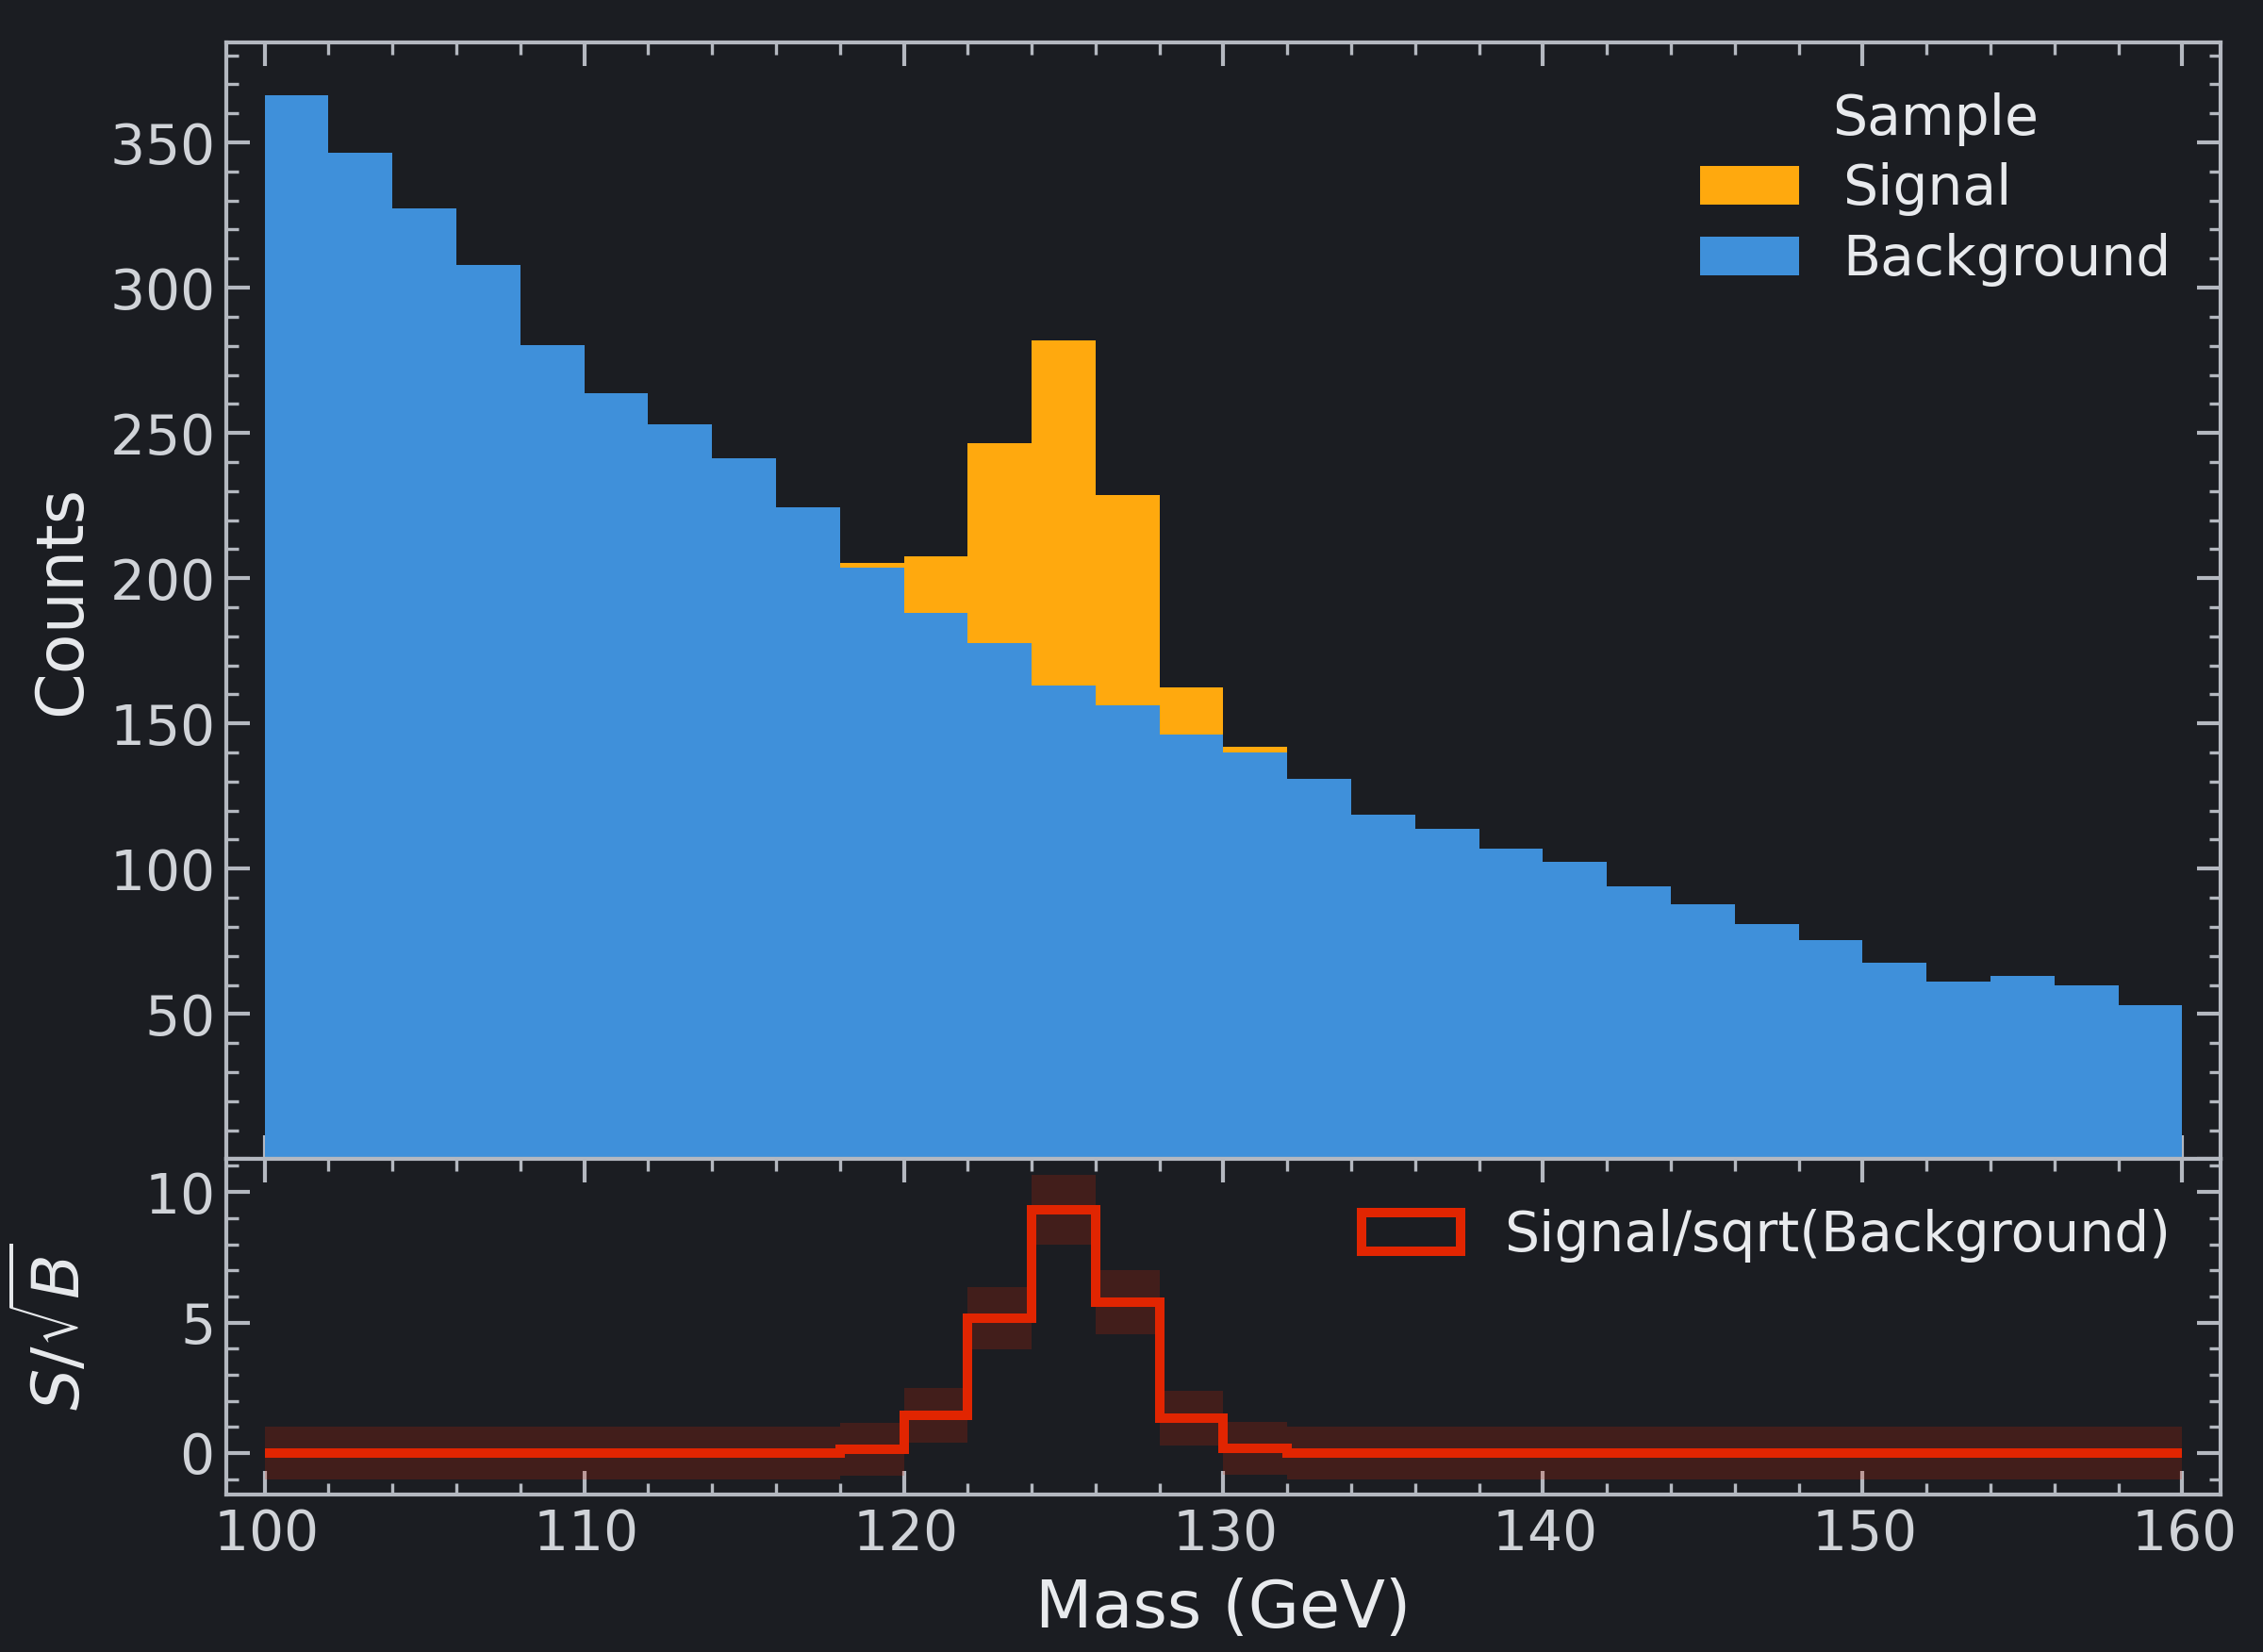 Sample
Signal
Background
350
300
250
200
150
100
50
Counts
10
5
0
S/√B
Signal/sqrt(Background)
100 110 120 130 140 150 160
Mass (GeV)